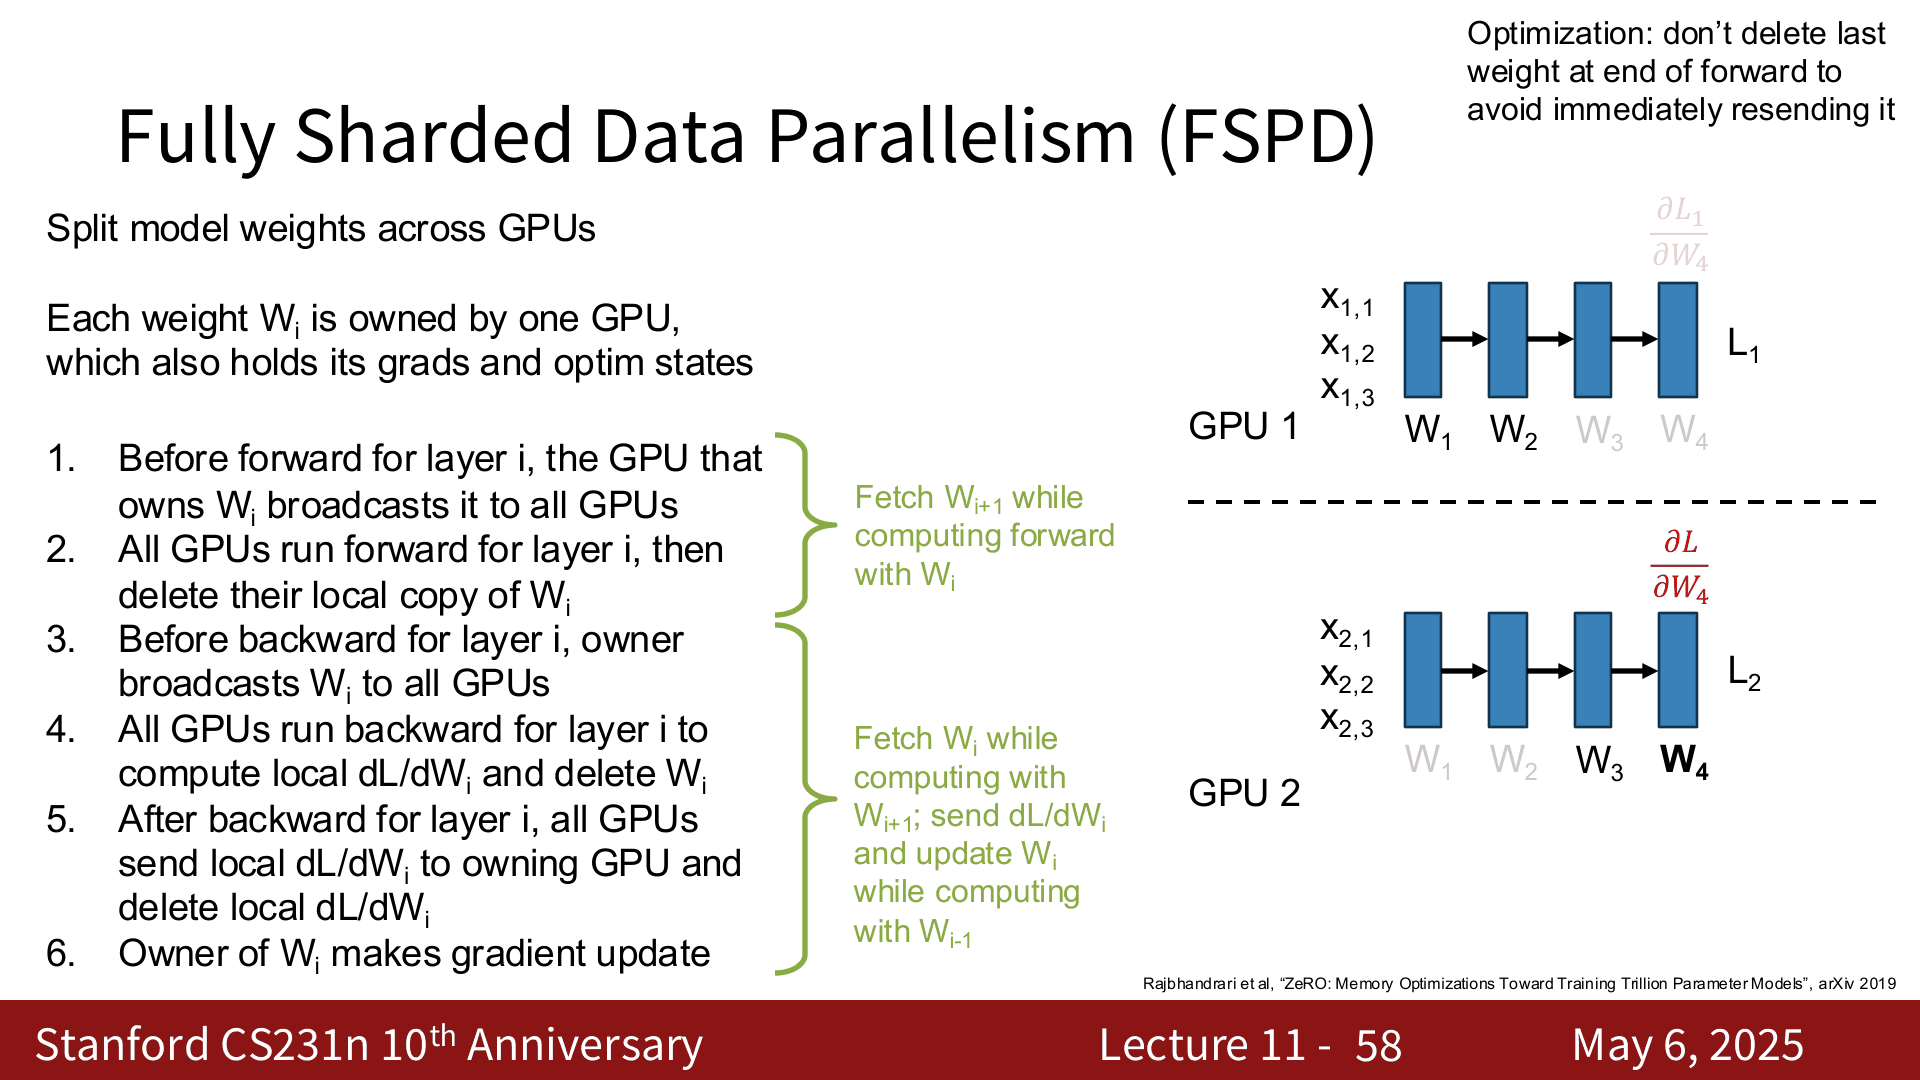 Optimization: don’t delete last
weight at end of forward to
avoid immediately resending it
Fully Sharded Data Parallelism (FSPD)
Split model weights across GPUs
Each weight Wi is owned by one GPU,
which also holds its grads and optim states
1. Before forward for layer i, the GPU that
owns Wi broadcasts it to all GPUs
2. All GPUs run forward for layer i, then
delete their local copy of Wi
3. Before backward for layer i, owner
broadcasts Wi to all GPUs
4. All GPUs run backward for layer i to
compute local dL/dWi and delete Wi
5. After backward for layer i, all GPUs
send local dL/dWi to owning GPU and
delete local dL/dWi
6. Owner of Wi makes gradient update
Fetch Wi+1 while
computing forward
with Wi
Fetch Wi while
computing with
Wi+1; send dL/dWi
and update Wi
while computing
with Wi-1
∂L1
∂W4
x1,1
x1,2
x1,3
L1
GPU 1
W1 W2 W3 W4
∂L
∂W4
x2,1
x2,2
x2,3
L2
W1 W2 W3 W4
GPU 2
Rajbhandrari et al, “ZeRO: Memory Optimizations Toward Training Trillion Parameter Models”, arXiv 2019
Stanford CS231n 10th Anniversary
Lecture 11 - 58
May 6, 2025